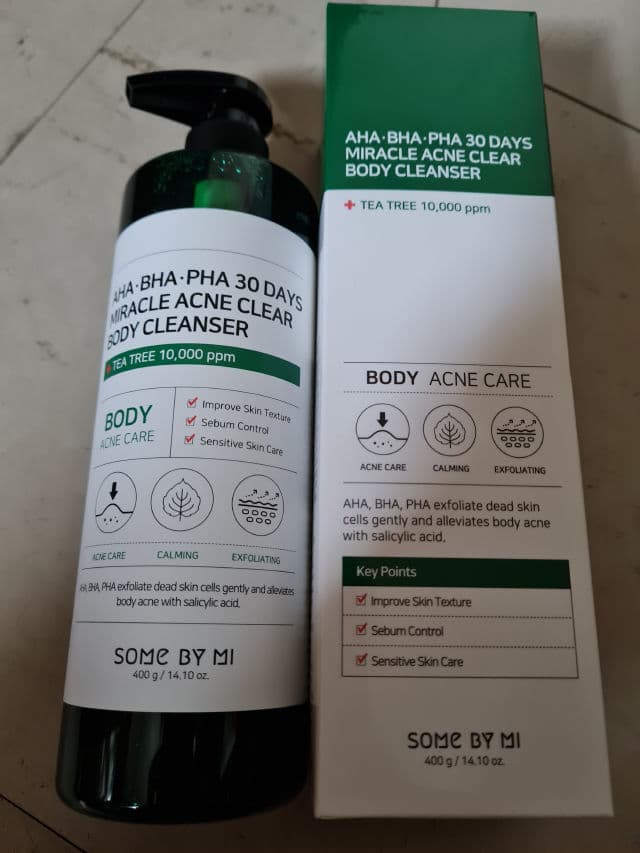 AHA·BHA·PHA 30 DAYS
MIRACLE ACNE CLEAR
BODY CLEANSER
TEA TREE 10,000 ppm
BODY
ACNE CARE
Improve Skin Texture
Sebum Control
Sensitive Skin Care
ACNE CARE
CALMING
EXFOLIATING
AHA, BHA, PHA exfoliate dead skin cells gently and alleviates
body acne with salicylic acid.
SOME BY MI
400 g / 14.10 oz.
AHA·BHA·PHA 30 DAYS
MIRACLE ACNE CLEAR
BODY CLEANSER
+ TEA TREE 10,000 ppm
BODY ACNE CARE
ACNE CARE
CALMING
EXFOLIATING
AHA, BHA, PHA exfoliate dead skin
cells gently and alleviates body acne
with salicylic acid.
Key Points
Improve Skin Texture
Sebum Control
Sensitive Skin Care
SOME BY MI
400 g / 14.10 oz.